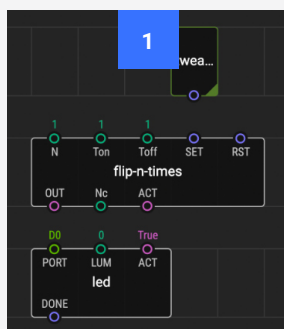 1
wea...
1 1 1
N Ton Toff SET RST
flip-n-times
OUT Nc ACT
D0 0 True
PORT LUM ACT
led
DONE